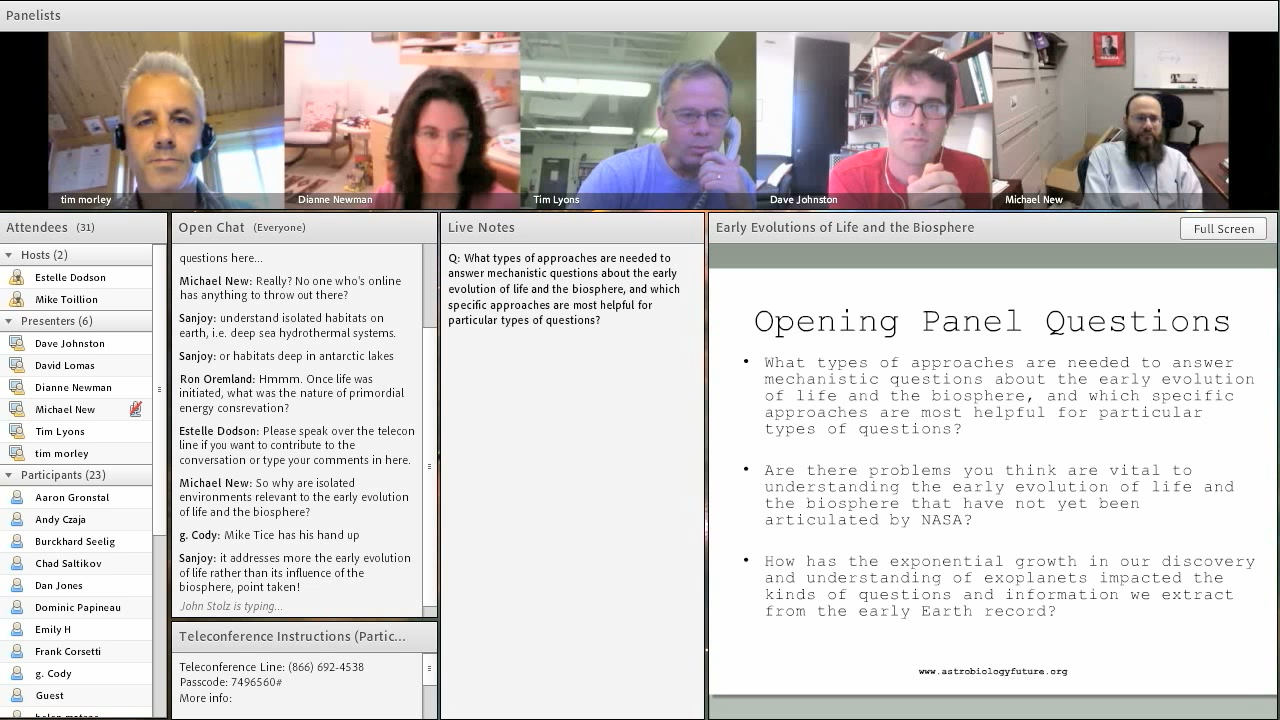 Panelists
tim morley
Dianne Newman
Tim Lyons
Dave Johnston
Michael New
Attendees (31)
Hosts (2)
Estelle Dodson
Mike Toillion
Presenters (6)
Dave Johnston
David Lomas
Dianne Newman
Michael New
Tim Lyons
tim morley
Participants (23)
Aaron Gronstal
Andy Czaja
Burckhard Seelig
Chad Saltikov
Dan Jones
Dominic Papineau
Emily H
Frank Corsetti
g. Cody
Guest
Open Chat (Everyone)
questions here...
Michael New: Really? No one who's online
has anything to throw out there?
Sanjoy: understand isolated habitats on
earth, i.e. deep sea hydrothermal systems.
Sanjoy: or habitats deep in antarctic lakes
Ron Oremland: Hmmm. Once life was
initiated, what was the nature of primordial
energy consrevation?
Estelle Dodson: Please speak over the telecon
line if you want to contribute to the
conversation or type your comments in here.
Michael New: So why are isolated
environments relevant to the early evolution
of life and the biosphere?
g. Cody: Mike Tice has his hand up
Sanjoy: it addresses more the early evolution
of life rather than its influence of the
biosphere, point taken!
John Stolz is typing...
Teleconference Instructions (Partic...
Teleconference Line: (866) 692-4538
Passcode: 7496560#
More info:
Live Notes
Q: What types of approaches are needed to
answer mechanistic questions about the early
evolution of life and the biosphere, and which
specific approaches are most helpful for
particular types of questions?
Early Evolutions of Life and the Biosphere
Full Screen
Opening Panel Questions
• What types of approaches are needed to answer
mechanistic questions about the early evolution
of life and the biosphere, and which specific
approaches are most helpful for particular
types of questions?
• Are there problems you think are vital to
understanding the early evolution of life and
the biosphere that have not yet been
articulated by NASA?
• How has the exponential growth in our discovery
and understanding of exoplanets impacted the
kinds of questions and information we extract
from the early Earth record?
www.astrobiologyfuture.org